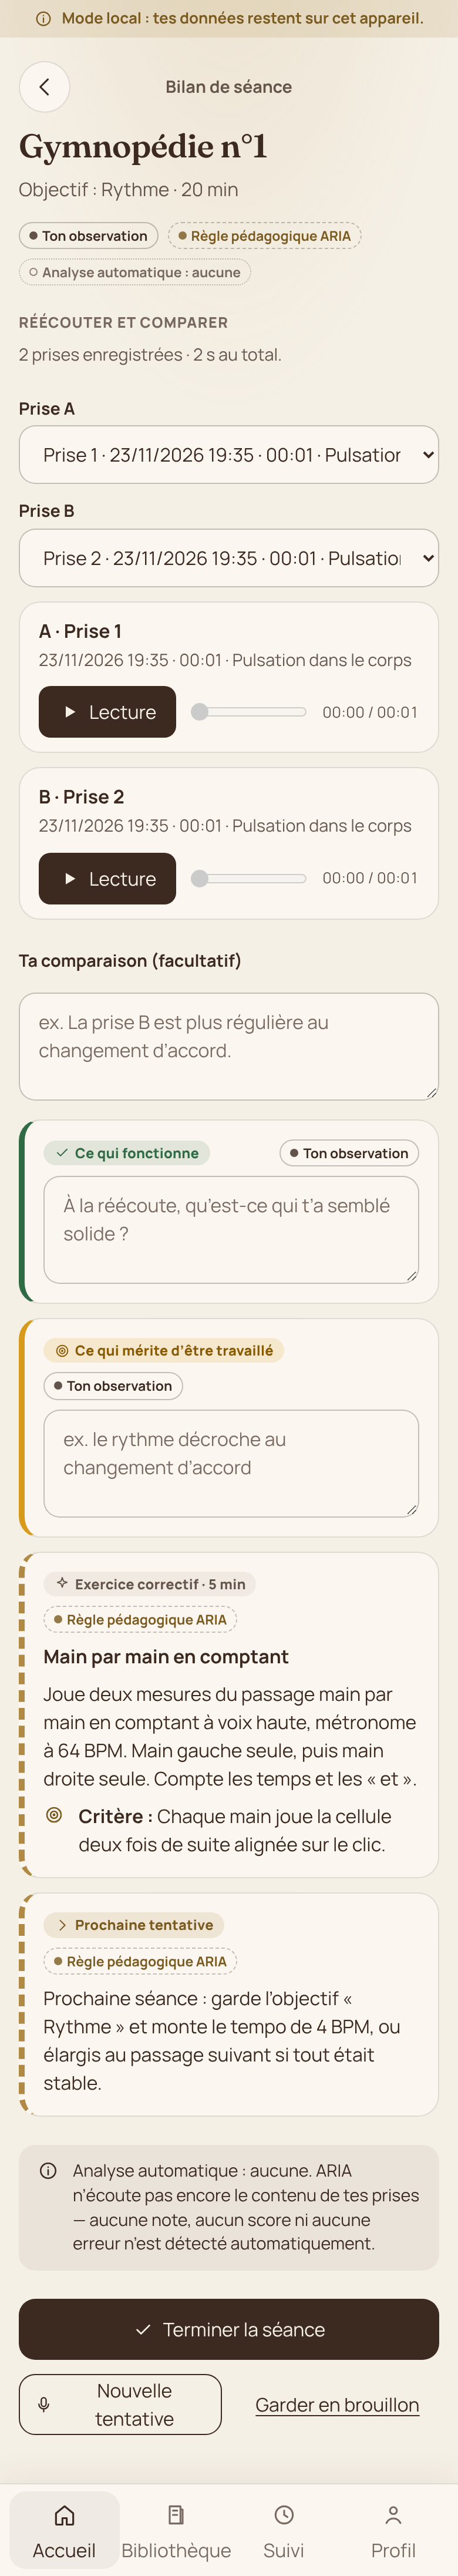 Mode local : tes données restent sur cet appareil.
Bilan de séance
Gymnopédie n°1
Objectif : Rythme · 20 min
Ton observation
Règle pédagogique ARIA
Analyse automatique : aucune
RÉÉCOUTER ET COMPARER
2 prises enregistrées · 2 s au total.
Prise A
Prise 1 · 23/11/2026 19:35 · 00:01 · Pulsation
Prise B
Prise 2 · 23/11/2026 19:35 · 00:01 · Pulsation
A · Prise 1
23/11/2026 19:35 · 00:01 · Pulsation dans le corps
Lecture
00:00 / 00:01
B · Prise 2
23/11/2026 19:35 · 00:01 · Pulsation dans le corps
Lecture
00:00 / 00:01
Ta comparaison (facultatif)
ex. La prise B est plus régulière au
changement d’accord.
Ce qui fonctionne
Ton observation
À la réécoute, qu’est-ce qui t’a semblé
solide ?
Ce qui mérite d’être travaillé
Ton observation
ex. le rythme décroche au
changement d’accord
Exercice correctif · 5 min
Règle pédagogique ARIA
Main par main en comptant
Joue deux mesures du passage main par
main en comptant à voix haute, métronome
à 64 BPM. Main gauche seule, puis main
droite seule. Compte les temps et les « et ».
Critère : Chaque main joue la cellule
deux fois de suite alignée sur le clic.
Prochaine tentative
Règle pédagogique ARIA
Prochaine séance : garde l’objectif «
Rythme » et monte le tempo de 4 BPM, ou
élargis au passage suivant si tout était
stable.
Analyse automatique : aucune. ARIA
n’écoute pas encore le contenu de tes prises
— aucune note, aucun score ni aucune
erreur n’est détecté automatiquement.
Terminer la séance
Nouvelle
tentative
Garder en brouillon
Accueil
Bibliothèque
Suivi
Profil